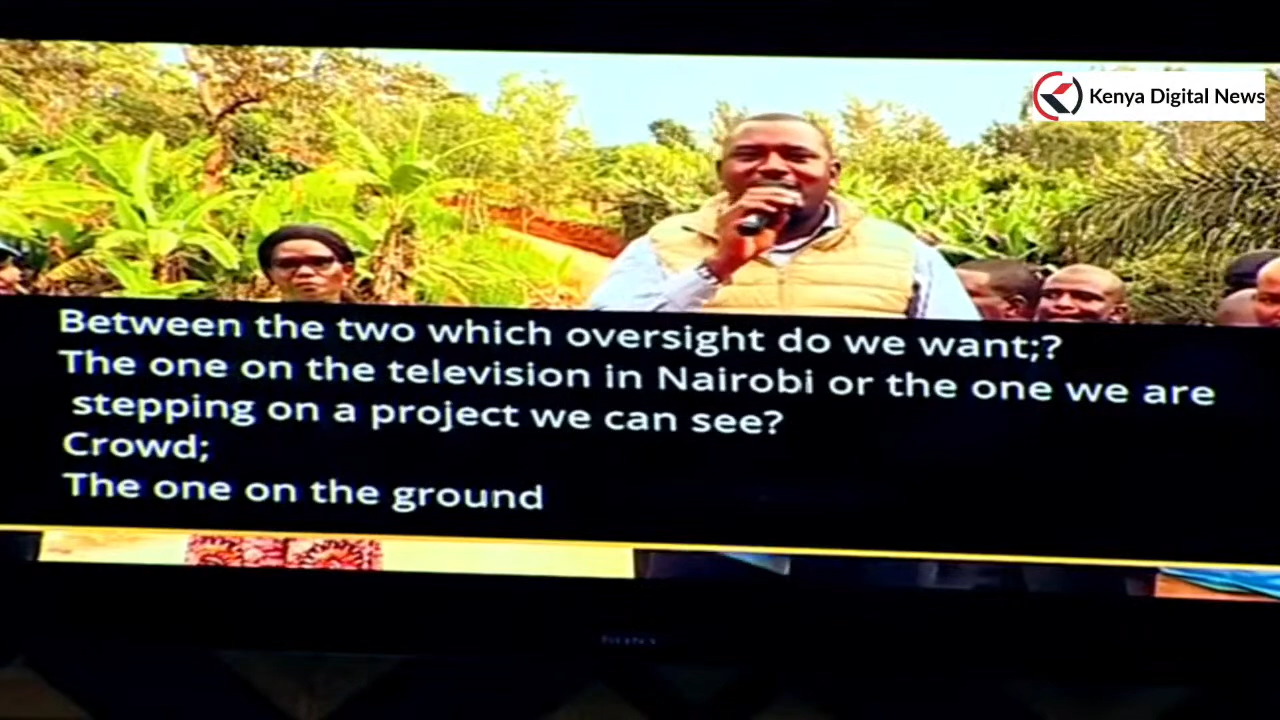 Kenya Digital News
Between the two which oversight do we want;?
The one on the television in Nairobi or the one we are
stepping on a project we can see?
Crowd;
The one on the ground